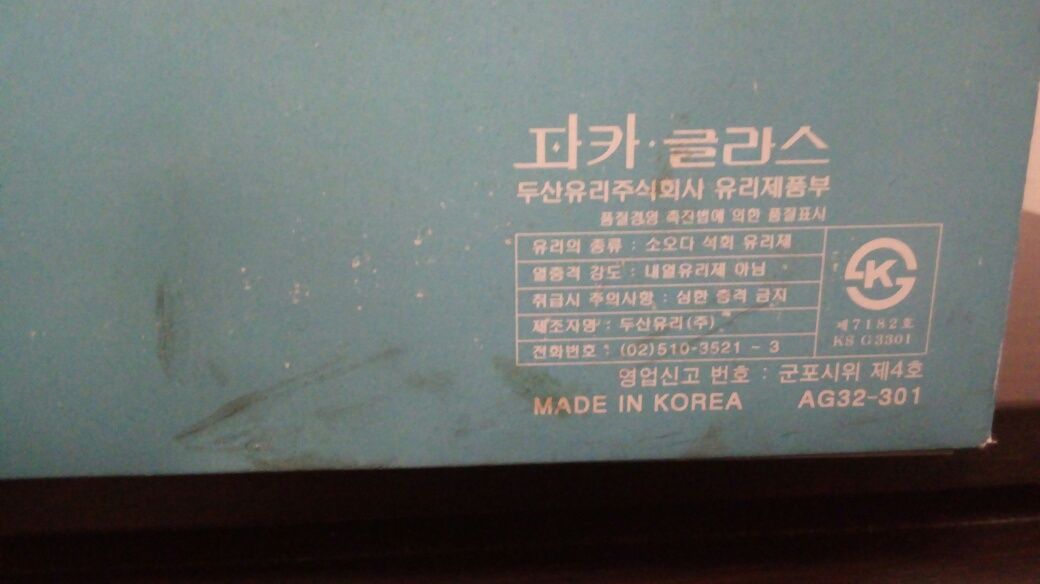 파카·글라스
두산유리주식회사 유리제품부
품질경영 촉진법에 의한 품질표시
유리의 종류 : 소오다 석회 유리제
열충격 강도 : 내열유리제 아님
취급시 주의사항 : 심한 충격 금지
제조자명 : 두산유리(주)
전화번호 : (02)510-3521 ~ 3
K
제7182호
KS G3301
영업신고 번호 : 군포시위 제4호
MADE IN KOREA AG32-301